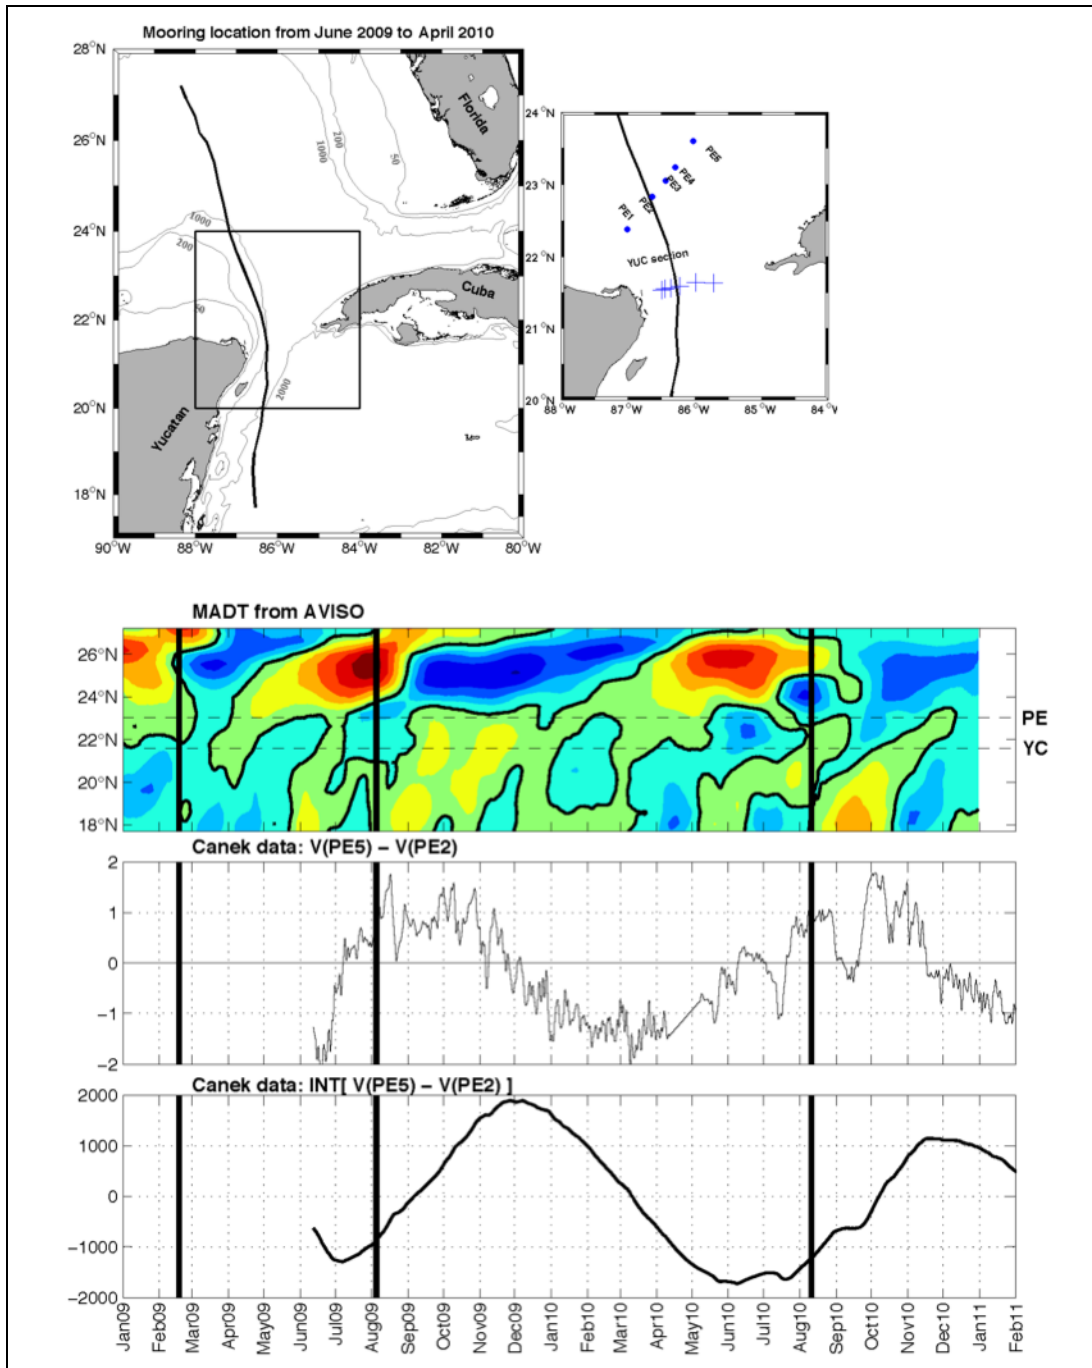 Mooring location from June 2009 to April 2010
28°N
26°N
24°N
22°N
20°N
18°N
90°W 88°W 86°W 84°W 82°W 80°W
Florida
Cuba
Yucatan
1000
200
50
1000
200
50
2000
24°N
23°N
22°N
21°N
20°N
88°W 87°W 86°W 85°W 84°W
PE5
PE4
PE3
PE2
PE1
YUC section
MADT from AVISO
26°N
24°N
22°N
20°N
18°N
PE
YC
Canek data: V(PE5) − V(PE2)
2
1
0
−1
−2
Canek data: INT[ V(PE5) − V(PE2) ]
2000
1000
0
−1000
−2000
Jan09 Feb09 Mar09 Apr09 May09 Jun09 Jul09 Aug09 Sep09 Oct09 Nov09 Dec09 Jan10 Feb10 Mar10 Apr10 May10 Jun10 Jul10 Aug10 Sep10 Oct10 Nov10 Dec10 Jan11 Feb11